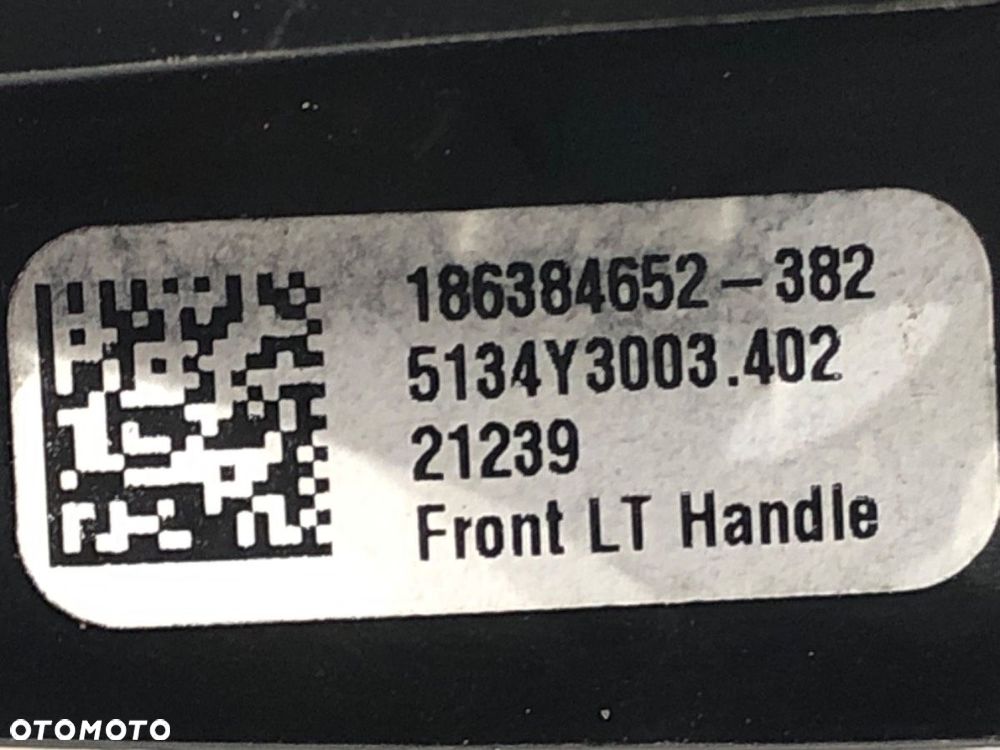 186384652-382
5134Y3003.402
21239
Front LT Handle
OTOMOTO